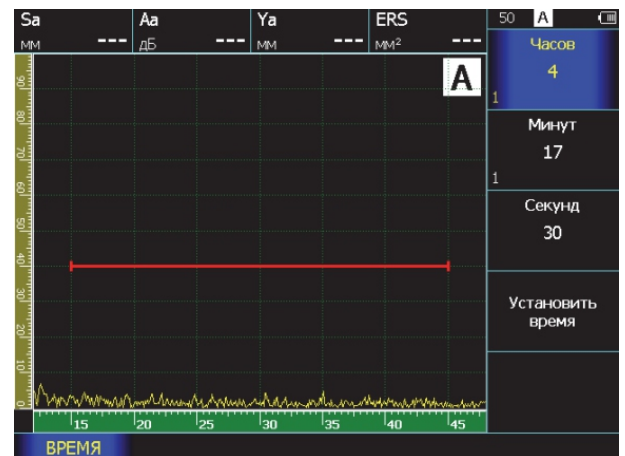 Sa Aa Ya ERS 50 A
мм --- дБ --- мм --- мм² ---
Часов
4
1
A
Минут
17
1
Секунд
30
Установить
время
90
80
70
60
50
40
30
20
10
0
15 20 25 30 35 40 45
ВРЕМЯ